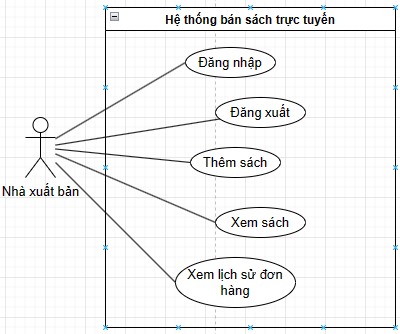 Hệ thống bán sách trực tuyến
Đăng nhập
Đăng xuất
Thêm sách
Nhà xuất bản
Xem sách
Xem lịch sử đơn
hàng